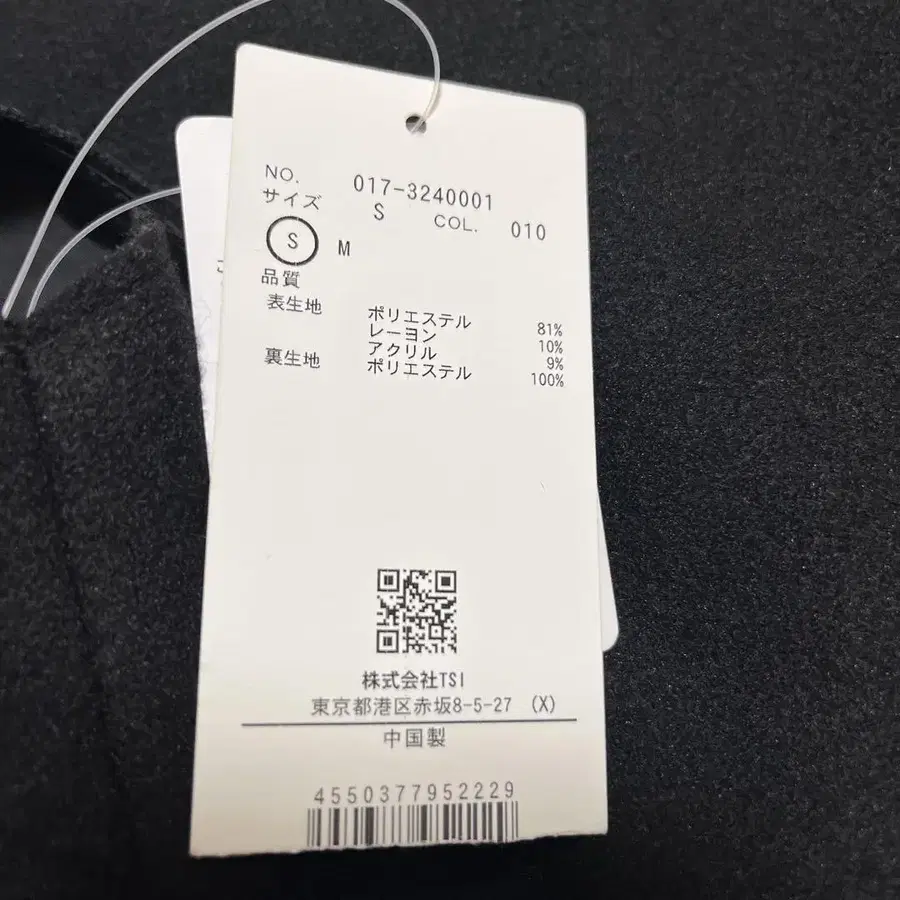 NO. 017-3240001
サイズ S COL. 010
S M
品質
表生地 ポリエステル 81%
レーヨン 10%
アクリル 9%
裏生地 ポリエステル 100%
株式会社TSI
東京都港区赤坂8-5-27 (X)
中国製
4550377952229